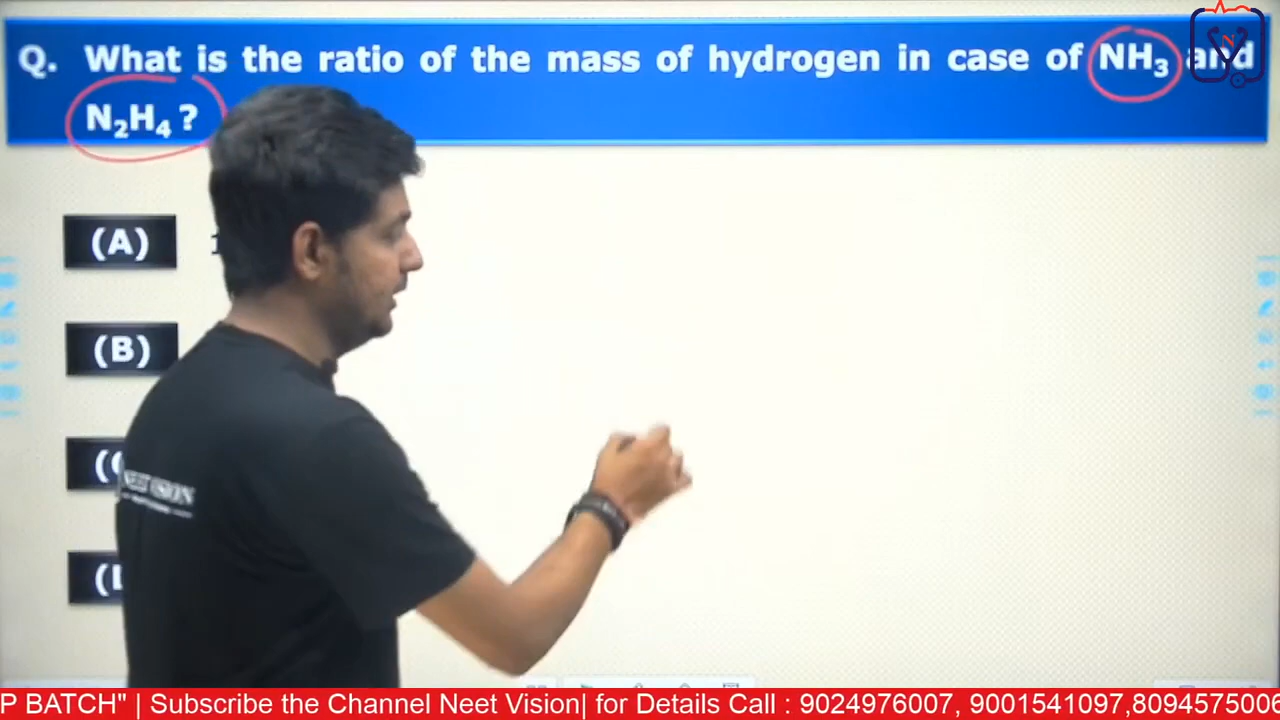 Q. What is the ratio of the mass of hydrogen in case of NH₃ and
N₂H₄ ?
(A)
(B)
NEET VISION
P BATCH" | Subscribe the Channel Neet Vision| for Details Call : 9024976007, 9001541097,8094575006